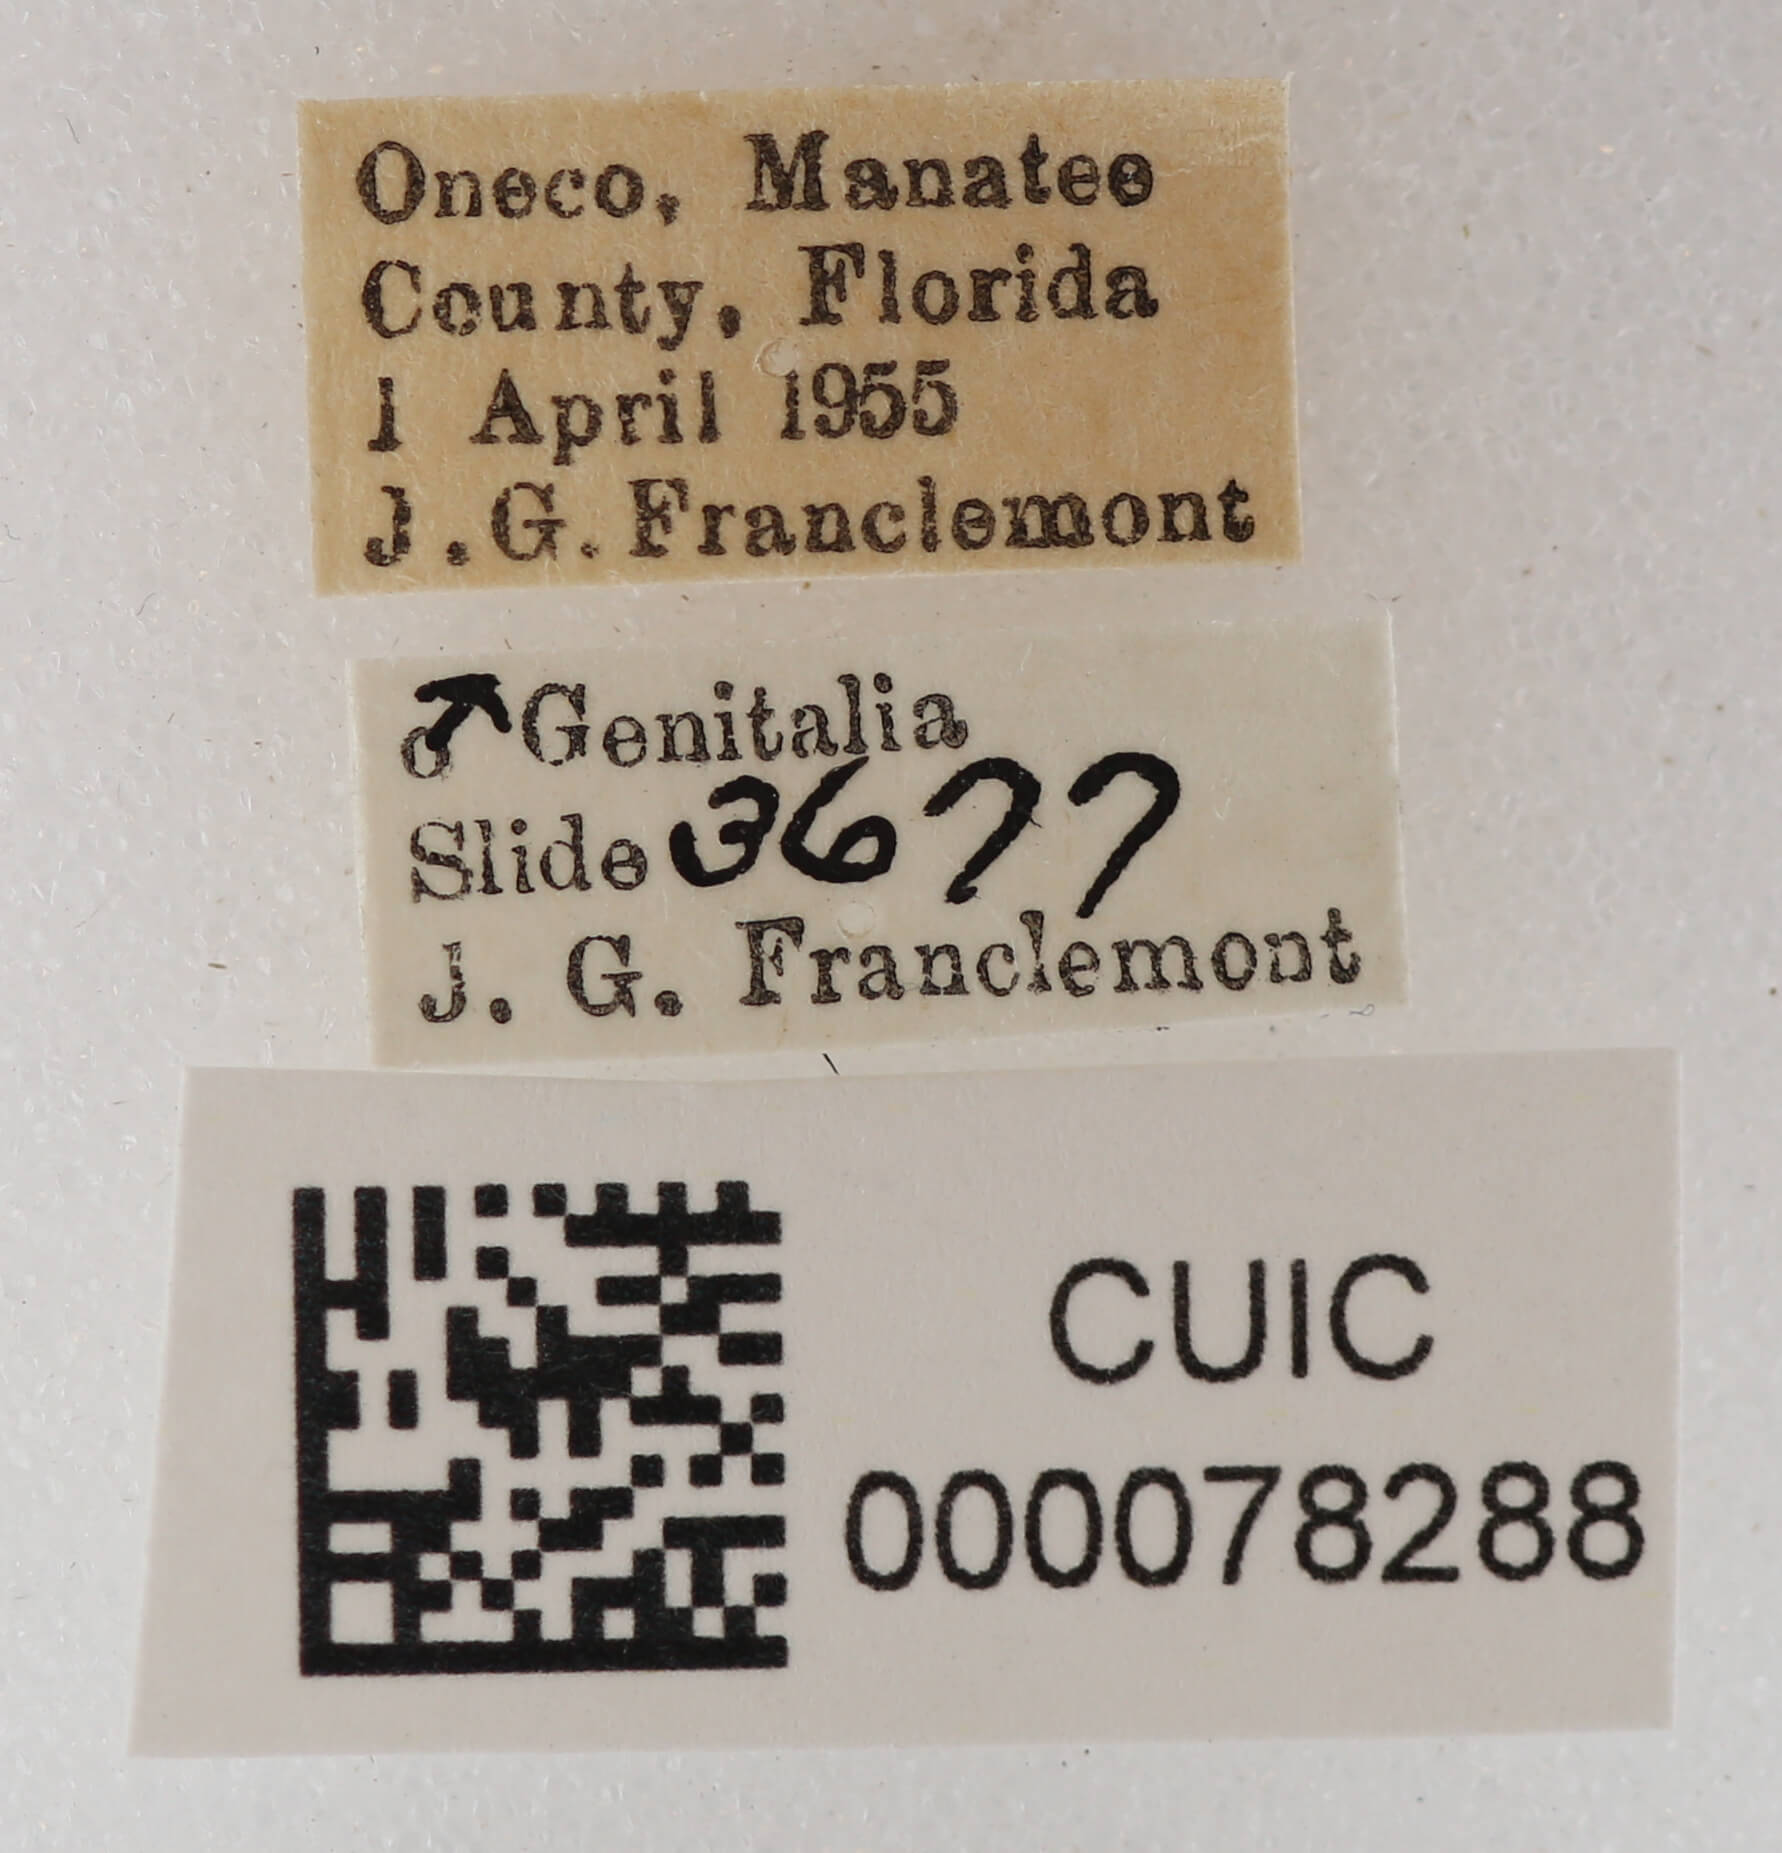 Oneco, Manatee
County, Florida
1 April 1955
J. G. Franclemont
♂ Genitalia
Slide 3677
J. G. Franclemont
CUIC
000078288